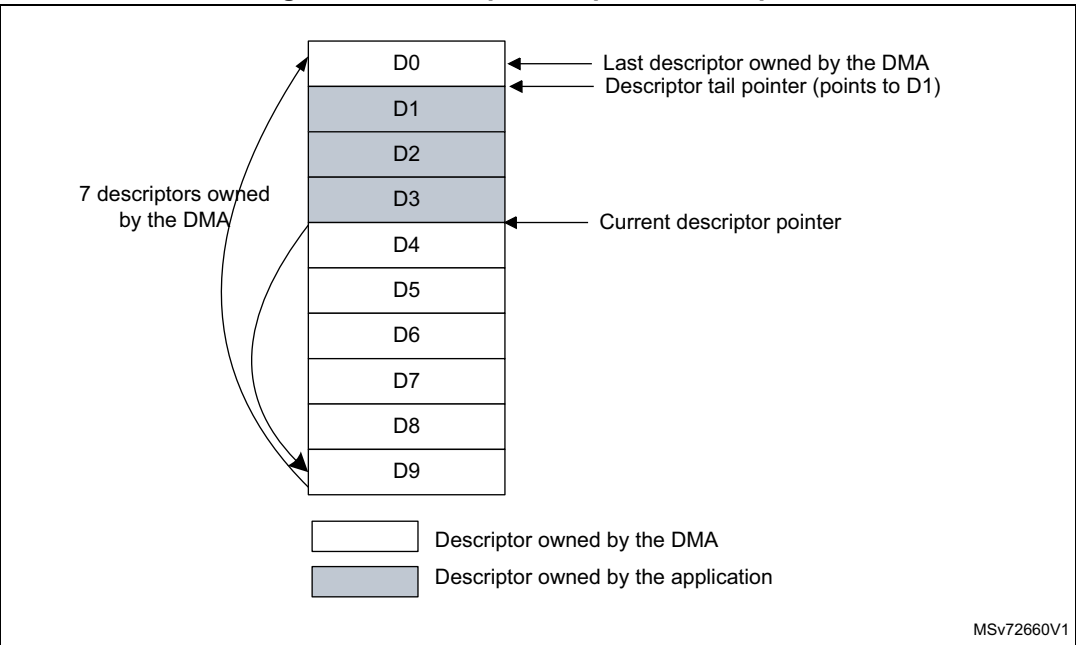 D0
Last descriptor owned by the DMA
Descriptor tail pointer (points to D1)
D1
D2
7 descriptors owned
by the DMA
D3
Current descriptor pointer
D4
D5
D6
D7
D8
D9
Descriptor owned by the DMA
Descriptor owned by the application
MSv72660V1